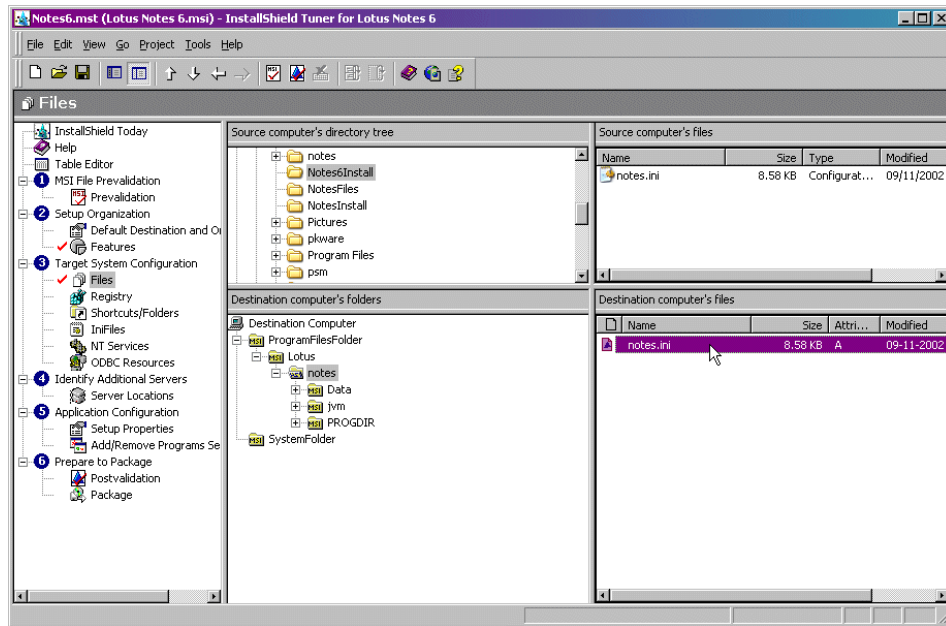 Notes6.mst (Lotus Notes 6.msi) - InstallShield Tuner for Lotus Notes 6
File Edit View Go Project Tools Help
Files
InstallShield Today
Help
Table Editor
1 MSI File Prevalidation
Prevalidation
2 Setup Organization
Default Destination and Or
Features
3 Target System Configuration
Files
Registry
Shortcuts/Folders
IniFiles
NT Services
ODBC Resources
4 Identify Additional Servers
Server Locations
5 Application Configuration
Setup Properties
Add/Remove Programs Se
6 Prepare to Package
Postvalidation
Package
Source computer's directory tree
notes
Notes6Install
NotesFiles
NotesInstall
Pictures
pkware
Program Files
psm
Source computer's files
Name Size Type Modified
notes.ini 8.58 KB Configurat... 09/11/2002
Destination computer's folders
Destination Computer
MSI ProgramFilesFolder
MSI Lotus
notes
MSI Data
MSI jvm
MSI PROGDIR
MSI SystemFolder
Destination computer's files
Name Size Attri... Modified
notes.ini 8.58 KB A 09-11-2002